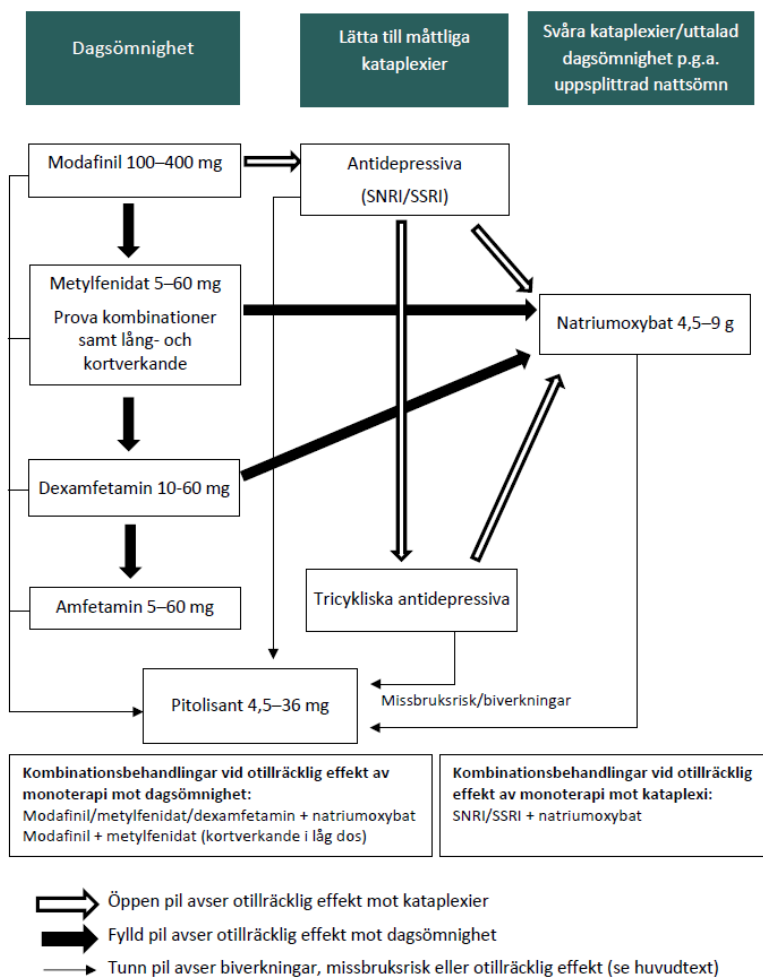 Dagsömnighet
Lätta till måttliga
kataplexier
Svåra kataplexier/uttalad
dagsömnighet p.g.a.
uppsplittrad nattsömn
Modafinil 100–400 mg
Antidepressiva
(SNRI/SSRI)
Metylfenidat 5–60 mg
Prova kombinationer
samt lång- och
kortverkande
Natriumoxybat 4,5–9 g
Dexamfetamin 10-60 mg
Amfetamin 5–60 mg
Tricykliska antidepressiva
Pitolisant 4,5–36 mg
Missbruksrisk/biverkningar
Kombinationsbehandlingar vid otillräcklig effekt av
monoterapi mot dagsömnighet:
Modafinil/metylfenidat/dexamfetamin + natriumoxybat
Modafinil + metylfenidat (kortverkande i låg dos)
Kombinationsbehandlingar vid otillräcklig
effekt av monoterapi mot kataplexi:
SNRI/SSRI + natriumoxybat
Öppen pil avser otillräcklig effekt mot kataplexier
Fylld pil avser otillräcklig effekt mot dagsömnighet
Tunn pil avser biverkningar, missbruksrisk eller otillräcklig effekt (se huvudtext)